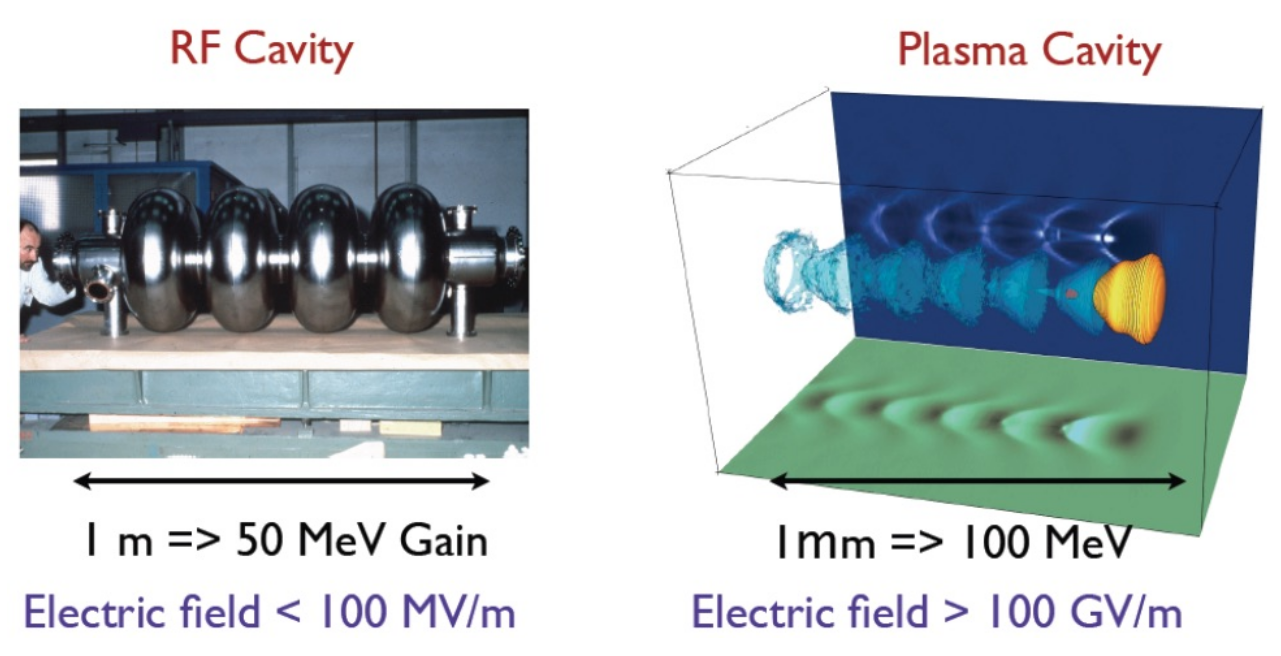 RF Cavity
Plasma Cavity
1 m => 50 MeV Gain
1mm => 100 MeV
Electric field < 100 MV/m
Electric field > 100 GV/m